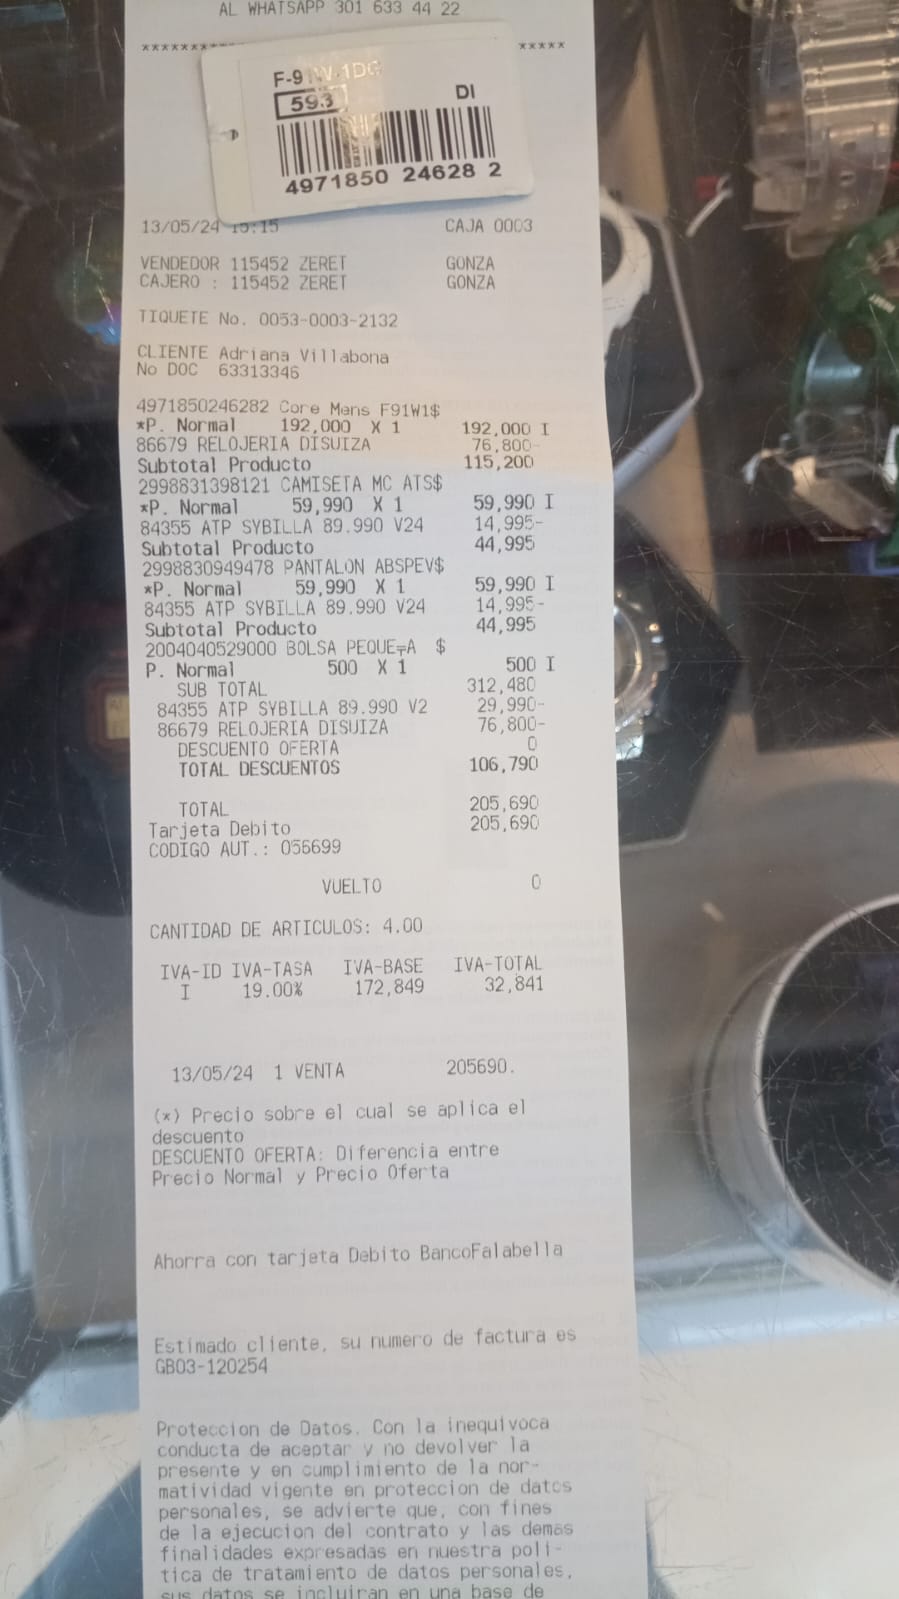 AL WHATSAPP 301 633 44 22
F-91W-1DG
593
DI
4971850 24628 2
13/05/24 15:15 CAJA 0003
VENDEDOR 115452 ZERET GONZA
CAJERO : 115452 ZERET GONZA
TIQUETE No. 0053-0003-2132
CLIENTE Adriana Villabona
No DOC 63313346
4971850246282 Core Mens F91W1$
*P. Normal 192,000 X 1 192,000 I
86679 RELOJERIA DISUIZA 76,800-
Subtotal Producto 115,200
2998831398121 CAMISETA MC ATS$
*P. Normal 59,990 X 1 59,990 I
84355 ATP SYBILLA 89.990 V24 14,995-
Subtotal Producto 44,995
2998830949478 PANTALON ABSPEV$
*P. Normal 59,990 X 1 59,990 I
84355 ATP SYBILLA 89.990 V24 14,995-
Subtotal Producto 44,995
2004040529000 BOLSA PEQUE╤A $
P. Normal 500 X 1 500 I
SUB TOTAL 312,480
84355 ATP SYBILLA 89.990 V2 29,990-
86679 RELOJERIA DISUIZA 76,800-
DESCUENTO OFERTA 0
TOTAL DESCUENTOS 106,790
TOTAL 205,690
Tarjeta Debito 205,690
CODIGO AUT.: 056699
VUELTO 0
CANTIDAD DE ARTICULOS: 4.00
IVA-ID IVA-TASA IVA-BASE IVA-TOTAL
I 19.00% 172,849 32,841
13/05/24 1 VENTA 205690.
(*) Precio sobre el cual se aplica el
descuento
DESCUENTO OFERTA: Diferencia entre
Precio Normal y Precio Oferta
Ahorra con tarjeta Debito BancoFalabella
Estimado cliente, su numero de factura es
GB03-120254
Proteccion de Datos. Con la inequivoca
conducta de aceptar y no devolver la
presente y en cumplimiento de la nor-
matividad vigente en proteccion de datos
personales, se advierte que, con fines
de la ejecucion del contrato y las demas
finalidades expresadas en nuestra poli-
tica de tratamiento de datos personales,
sus datos se incluiran en una base de